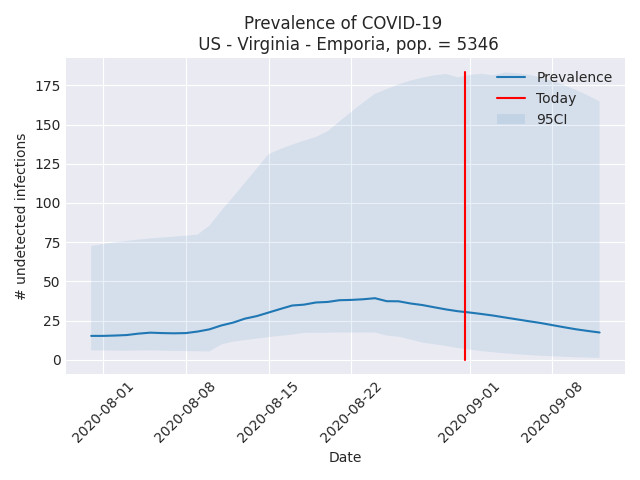 Prevalence of COVID-19
US - Virginia - Emporia, pop. = 5346
Prevalence
Today
95CI
# undetected infections
175
150
125
100
75
50
25
0
2020-08-01
2020-08-08
2020-08-15
2020-08-22
2020-09-01
2020-09-08
Date